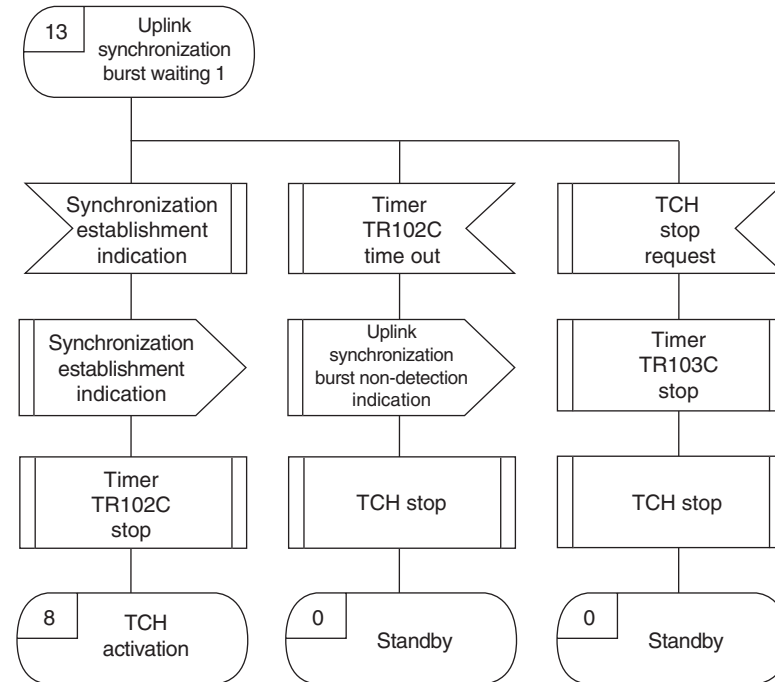 13
Uplink
synchronization
burst waiting 1
Synchronization
establishment
indication
Timer
TR102C
time out
TCH
stop
request
Synchronization
establishment
indication
Uplink
synchronization
burst non-detection
indication
Timer
TR103C
stop
Timer
TR102C
stop
TCH stop
TCH stop
8
TCH
activation
0
Standby
0
Standby